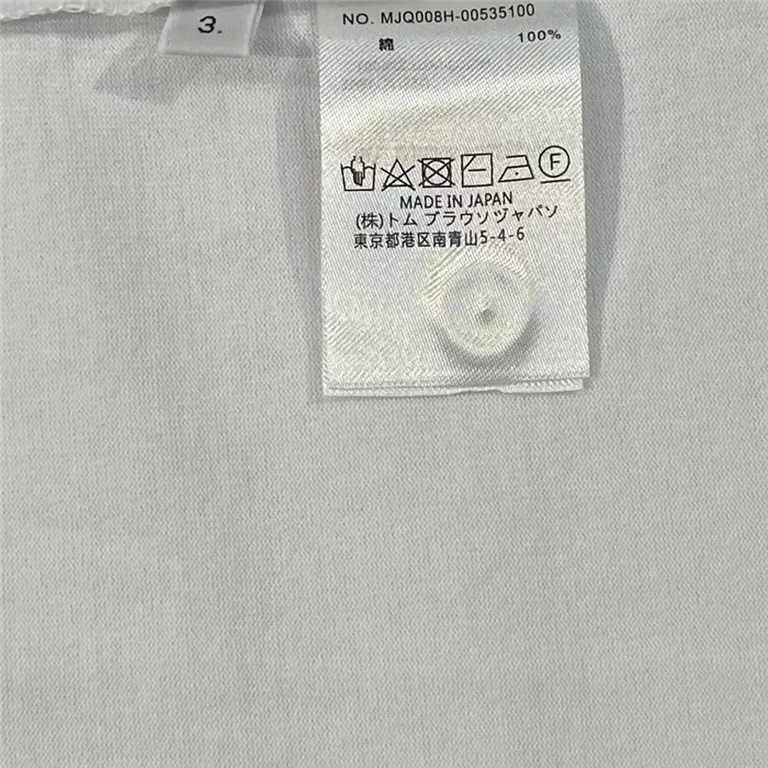 3.
NO. MJQ008H-00535100
綿 100%
F
MADE IN JAPAN
(株)トム ブラウソヅャパソ
東京都港区南青山5-4-6